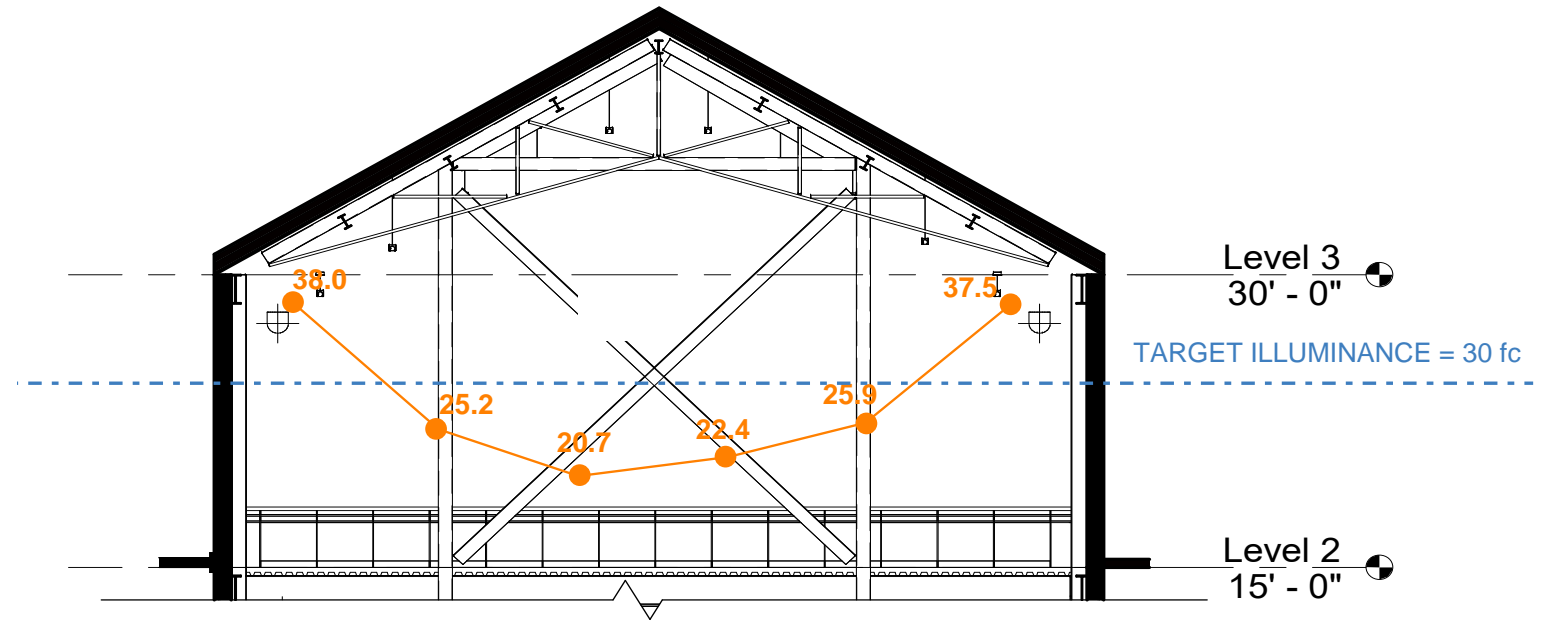 Level 3
30' - 0"
38.0
37.5
TARGET ILLUMINANCE = 30 fc
25.2
25.9
20.7
22.4
Level 2
15' - 0"